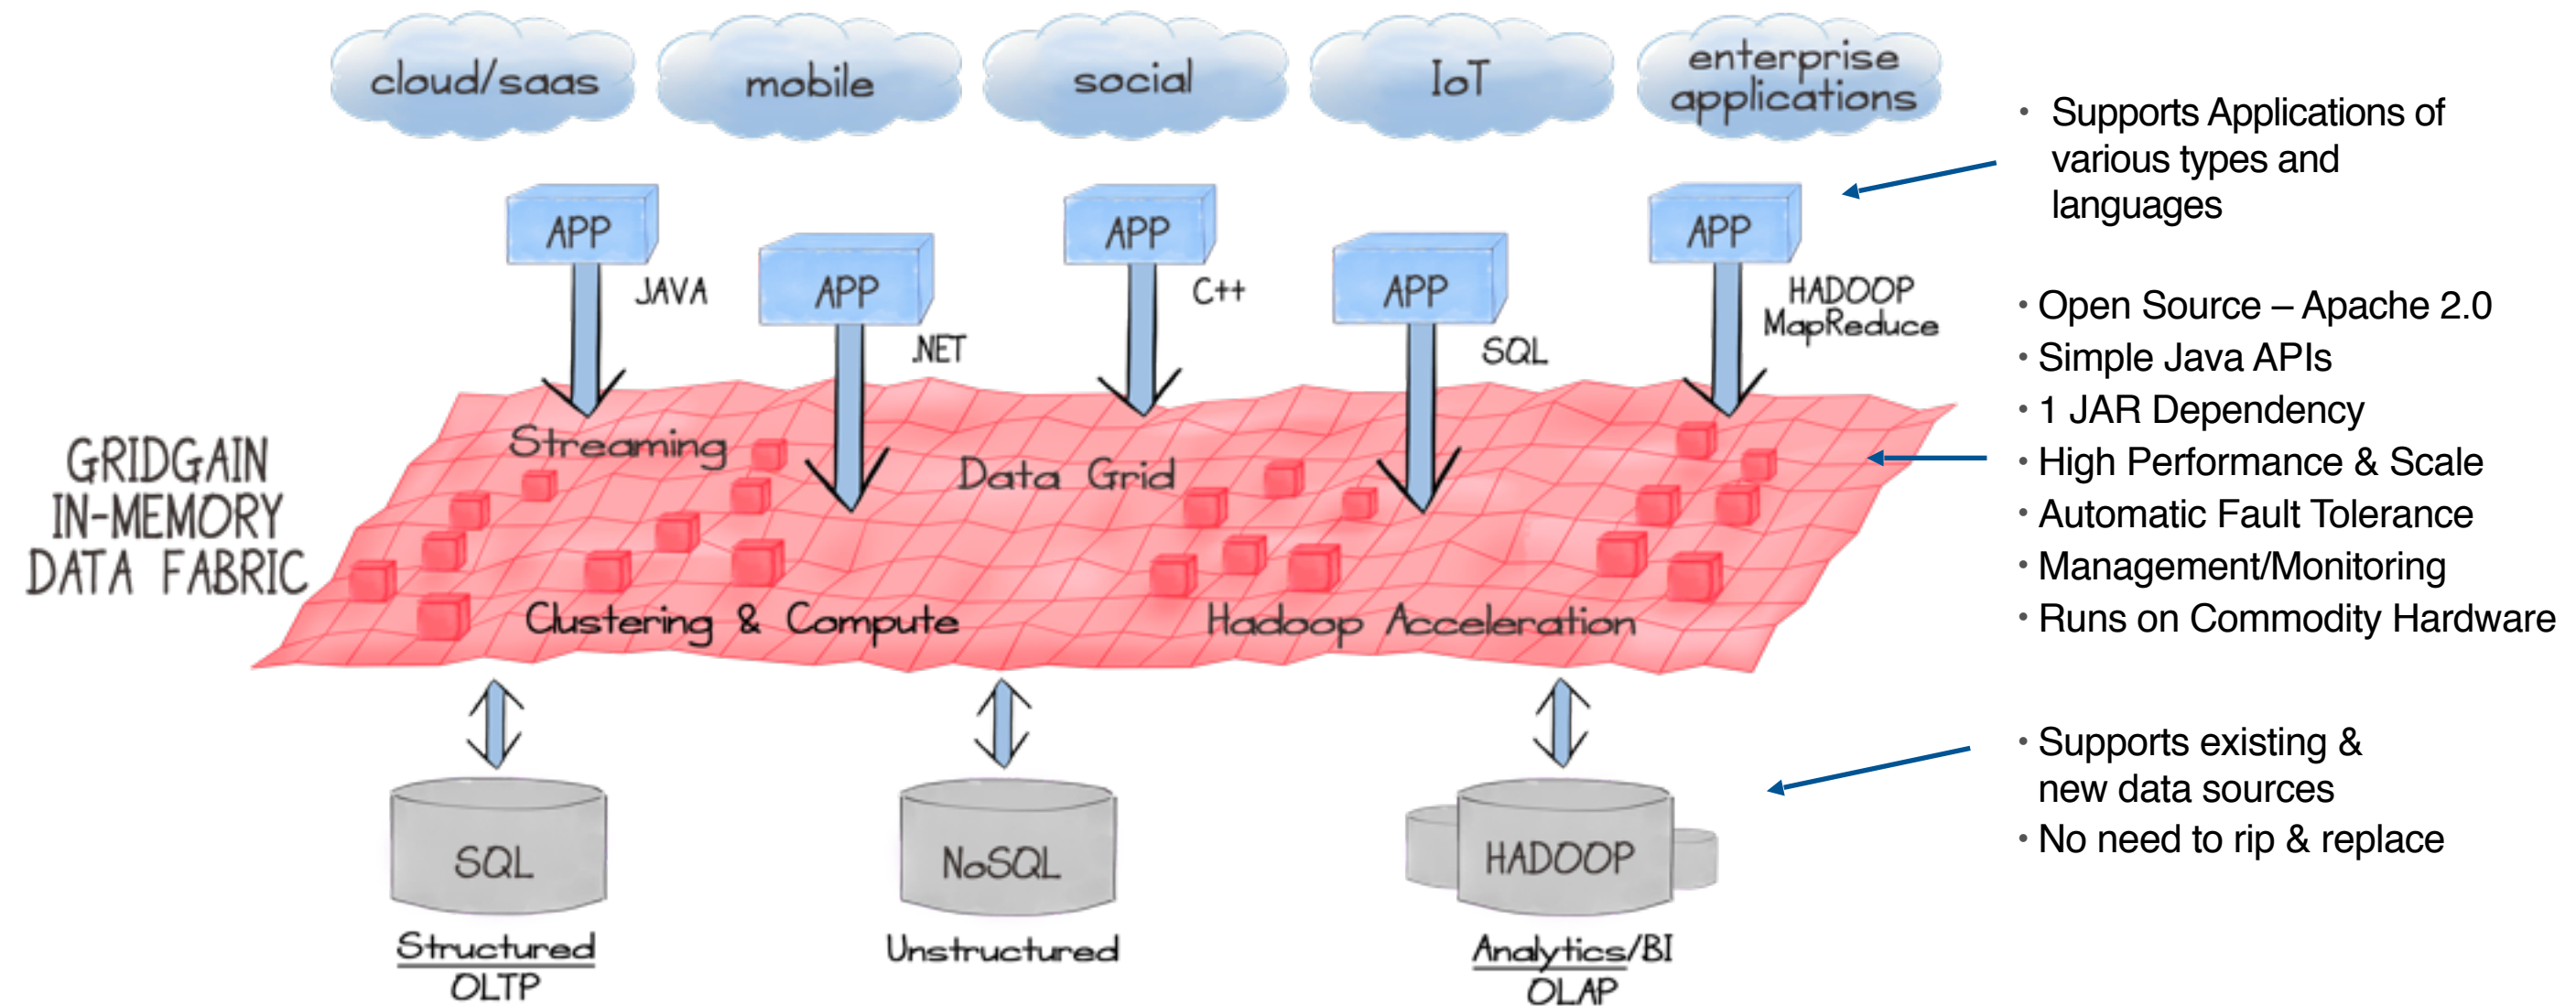 cloud/saas
mobile
social
IoT
enterprise
applications
APP
JAVA
APP
.NET
APP
C++
APP
SQL
APP
HADOOP
MapReduce
GRIDGAIN
IN-MEMORY
DATA FABRIC
Streaming
Data Grid
Clustering & Compute
Hadoop Acceleration
SQL
Structured
OLTP
NoSQL
Unstructured
HADOOP
Analytics/BI
OLAP
• Supports Applications of
various types and
languages
• Open Source – Apache 2.0
• Simple Java APIs
• 1 JAR Dependency
• High Performance & Scale
• Automatic Fault Tolerance
• Management/Monitoring
• Runs on Commodity Hardware
• Supports existing &
new data sources
• No need to rip & replace